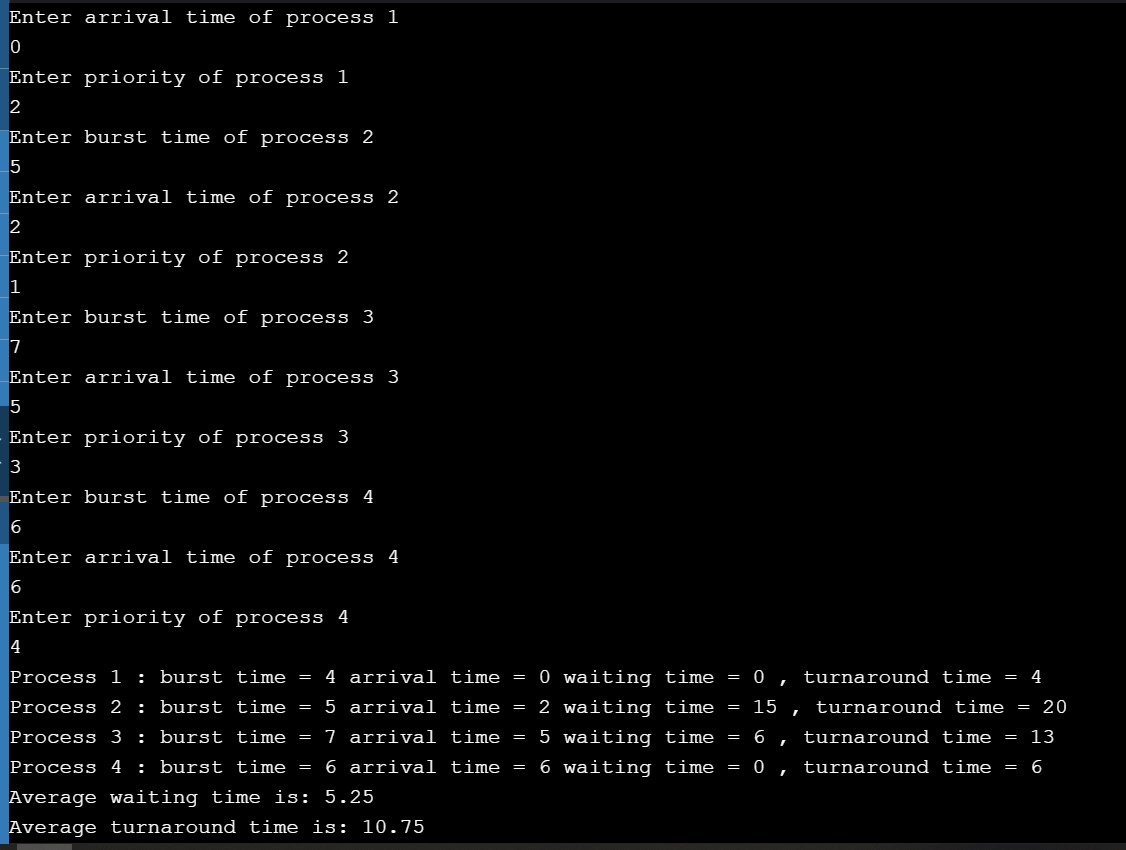 Enter arrival time of process 1
0
Enter priority of process 1
2
Enter burst time of process 2
5
Enter arrival time of process 2
2
Enter priority of process 2
1
Enter burst time of process 3
7
Enter arrival time of process 3
5
Enter priority of process 3
3
Enter burst time of process 4
6
Enter arrival time of process 4
6
Enter priority of process 4
4
Process 1 : burst time = 4 arrival time = 0 waiting time = 0 , turnaround time = 4
Process 2 : burst time = 5 arrival time = 2 waiting time = 15 , turnaround time = 20
Process 3 : burst time = 7 arrival time = 5 waiting time = 6 , turnaround time = 13
Process 4 : burst time = 6 arrival time = 6 waiting time = 0 , turnaround time = 6
Average waiting time is: 5.25
Average turnaround time is: 10.75